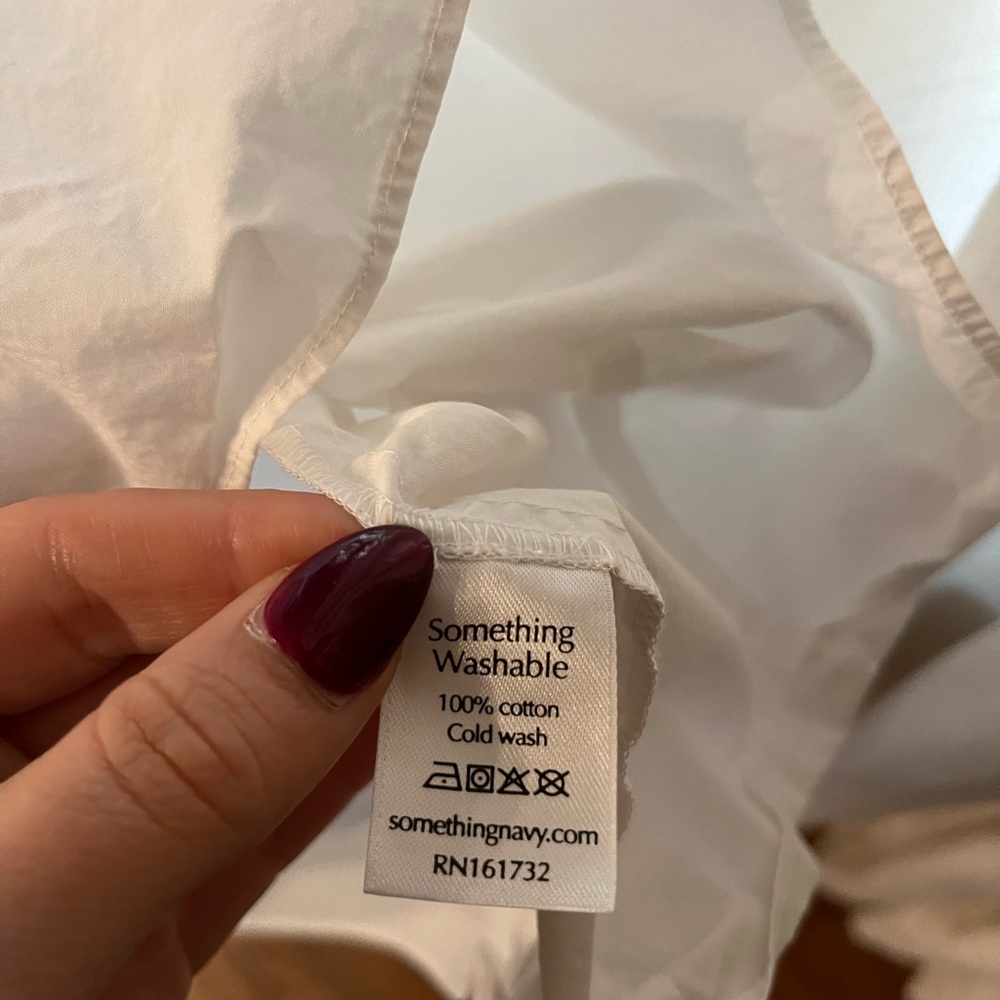 Something
Washable
100% cotton
Cold wash
somethingnavy.com
RN161732